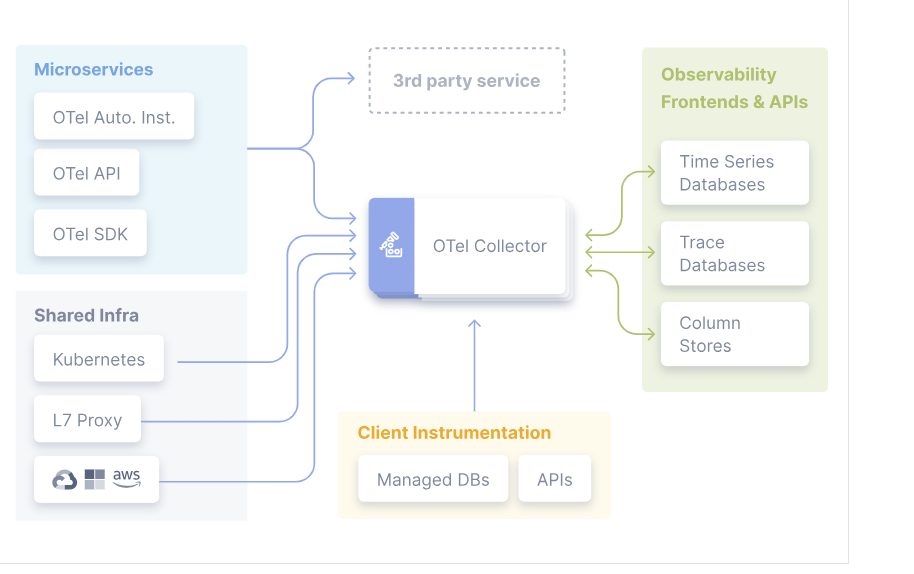 Microservices
OTel Auto. Inst.
OTel API
OTel SDK
Shared Infra
Kubernetes
L7 Proxy
aws
3rd party service
OTel Collector
Client Instrumentation
Managed DBs
APIs
Observability
Frontends & APIs
Time Series
Databases
Trace
Databases
Column
Stores